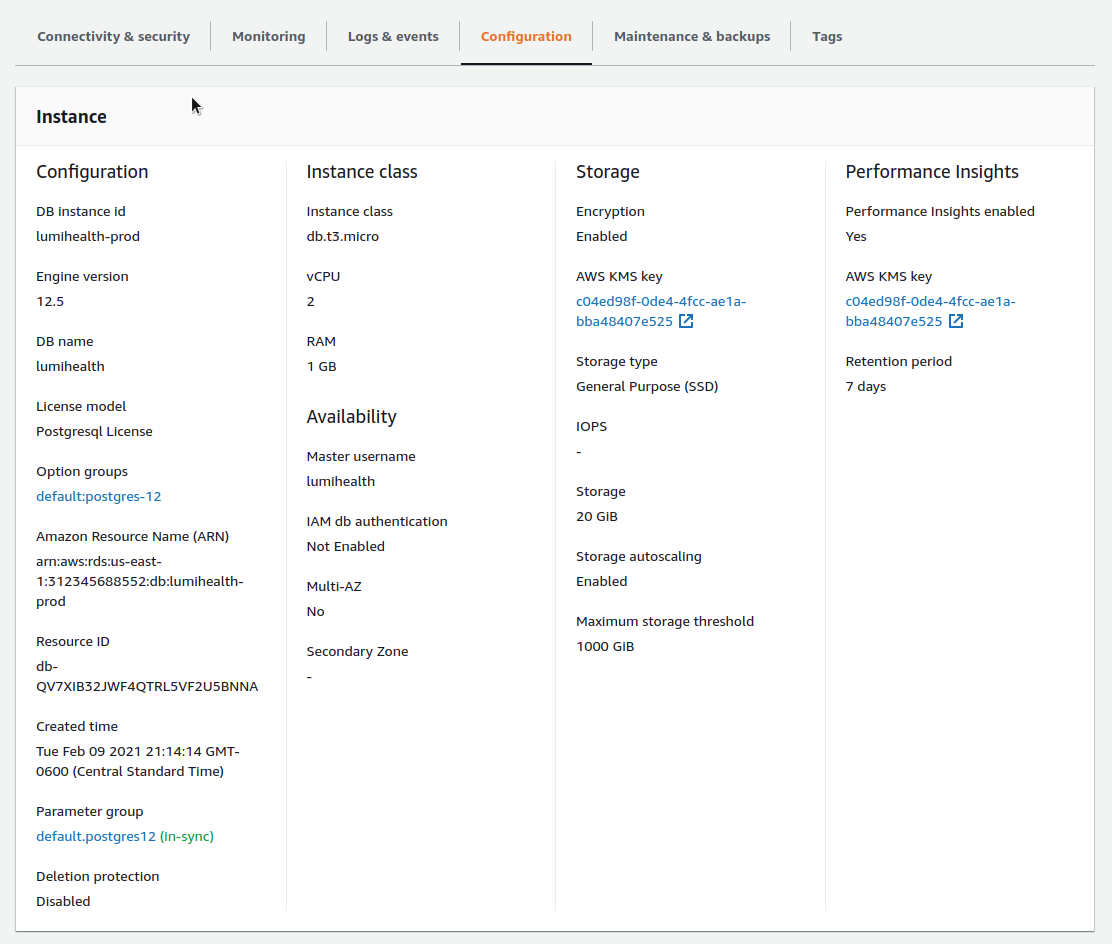 Connectivity & security
Monitoring
Logs & events
Configuration
Maintenance & backups
Tags
Instance
Configuration
DB instance id
lumihealth-prod
Engine version
12.5
DB name
lumihealth
License model
Postgresql License
Option groups
default:postgres-12
Amazon Resource Name (ARN)
arn:aws:rds:us-east-
1:312345688552:db:lumihealth-
prod
Resource ID
db-
QV7XIB32JWF4QTRL5VF2U5BNNA
Created time
Tue Feb 09 2021 21:14:14 GMT-
0600 (Central Standard Time)
Parameter group
default.postgres12 (in-sync)
Deletion protection
Disabled
Instance class
Instance class
db.t3.micro
vCPU
2
RAM
1 GB
Availability
Master username
lumihealth
IAM db authentication
Not Enabled
Multi-AZ
No
Secondary Zone
-
Storage
Encryption
Enabled
AWS KMS key
c04ed98f-0de4-4fcc-ae1a-
bba48407e525
Storage type
General Purpose (SSD)
IOPS
-
Storage
20 GiB
Storage autoscaling
Enabled
Maximum storage threshold
1000 GiB
Performance Insights
Performance Insights enabled
Yes
AWS KMS key
c04ed98f-0de4-4fcc-ae1a-
bba48407e525
Retention period
7 days